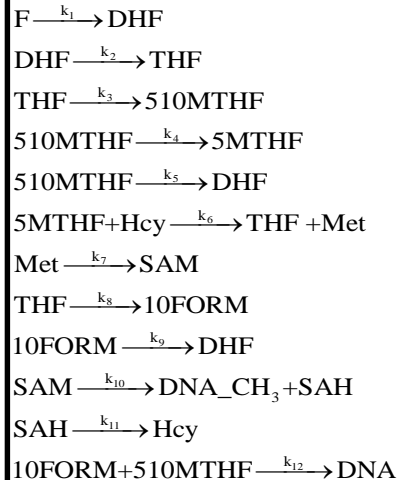 F k₁→ DHF
DHF k₂→ THF
THF k₃→ 510MTHF
510MTHF k₄→ 5MTHF
510MTHF k₅→ DHF
5MTHF+Hcy k₆→ THF +Met
Met k₇→ SAM
THF k₈→ 10FORM
10FORM k₉→ DHF
SAM k₁₀→ DNA_CH₃+SAH
SAH k₁₁→ Hcy
10FORM+510MTHF k₁₂→ DNA